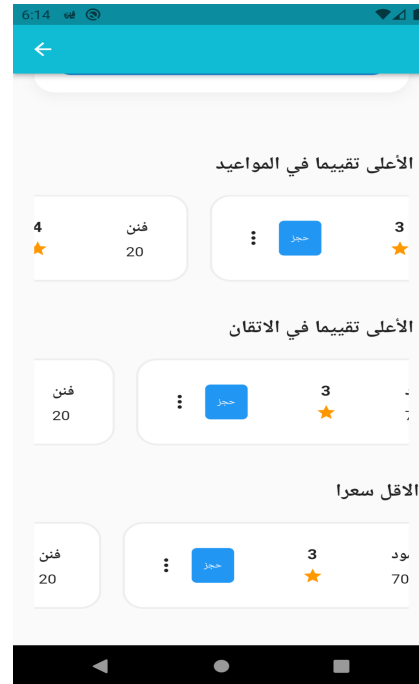 6:14
الأعلى تقييما في المواعيد
3 حجز فنن 4
20
الأعلى تقييما في الاتقان
3 حجز فنن
20
الاقل سعرا
3 حجز فنن
70 20